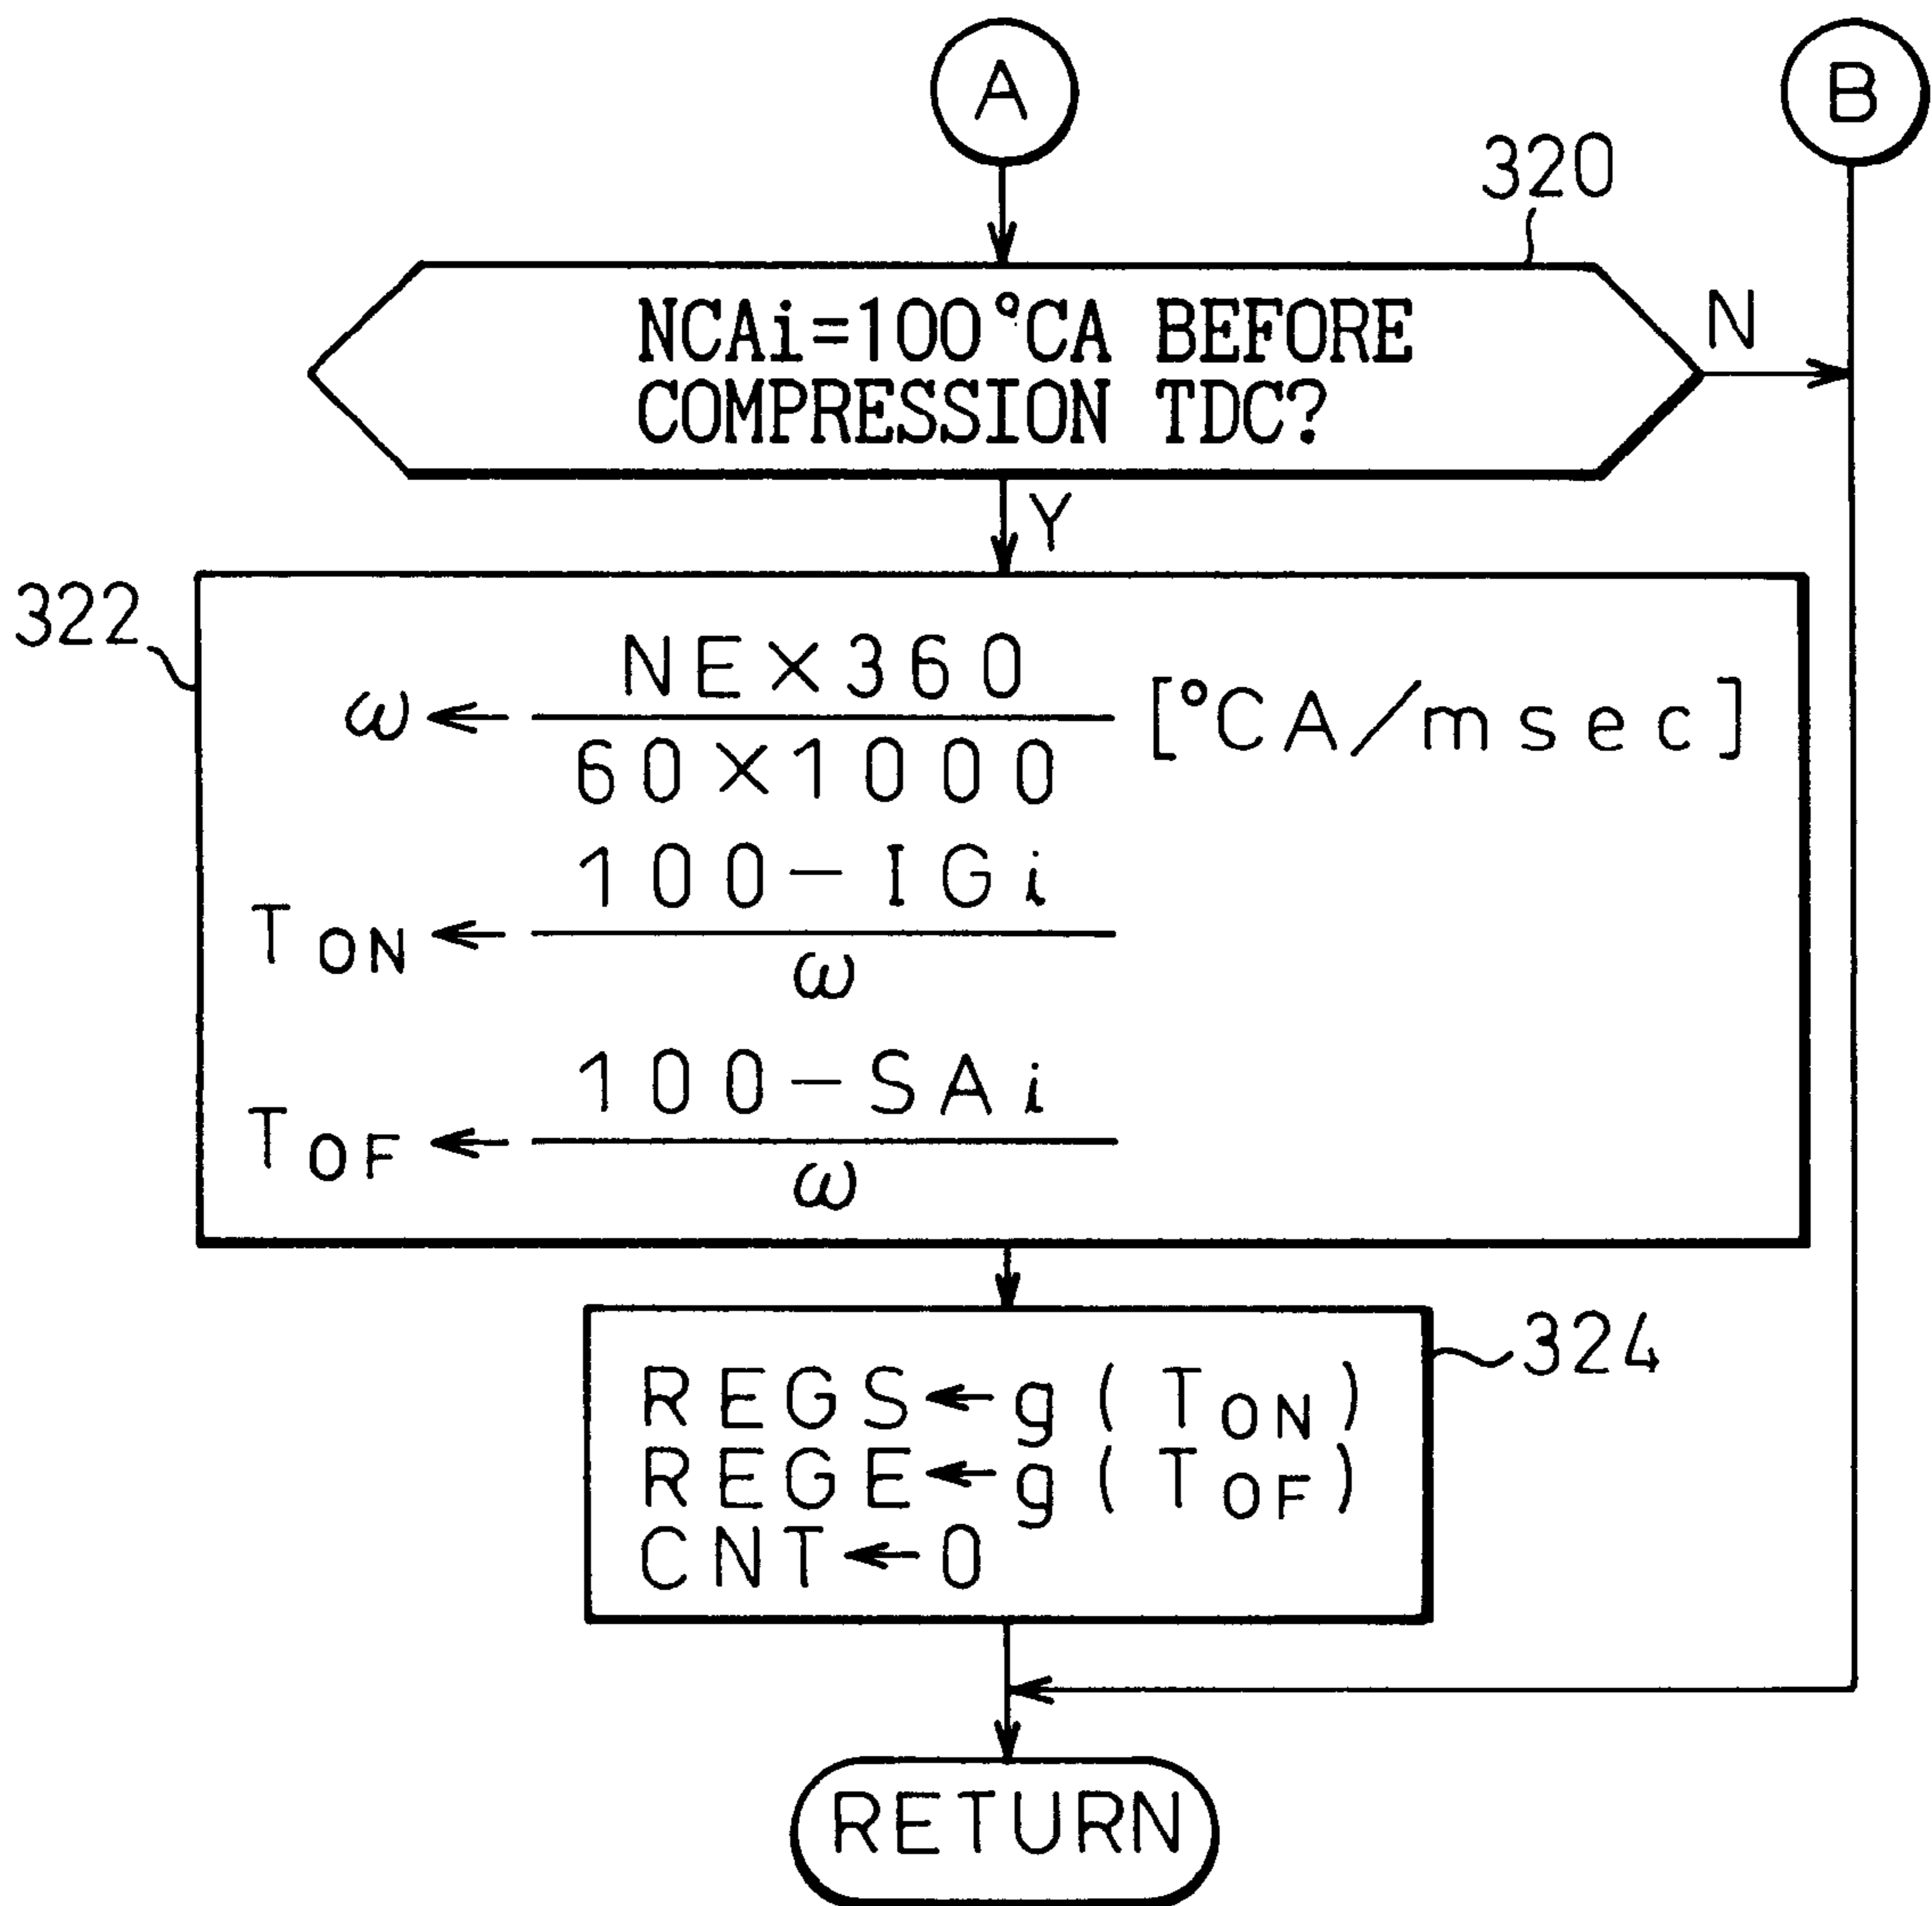 A
B
320
NCAi=100°CA BEFORE
COMPRESSION TDC?
N
Y
322
ω ← NE×360 / 60×1000 [°CA/msec]
TON ← 100-IGi / ω
TOF ← 100-SAi / ω
324
REGS←g(TON)
REGE←g(TOF)
CNT←0
RETURN